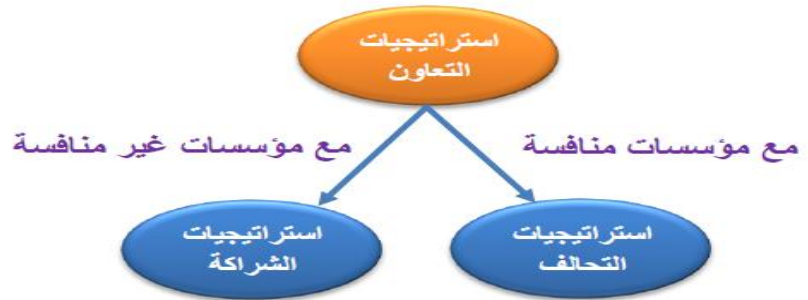 استراتيجيات
التعاون
مع مؤسسات منافسة
مع مؤسسات غير منافسة
استراتيجيات
التحالف
استراتيجيات
الشراكة